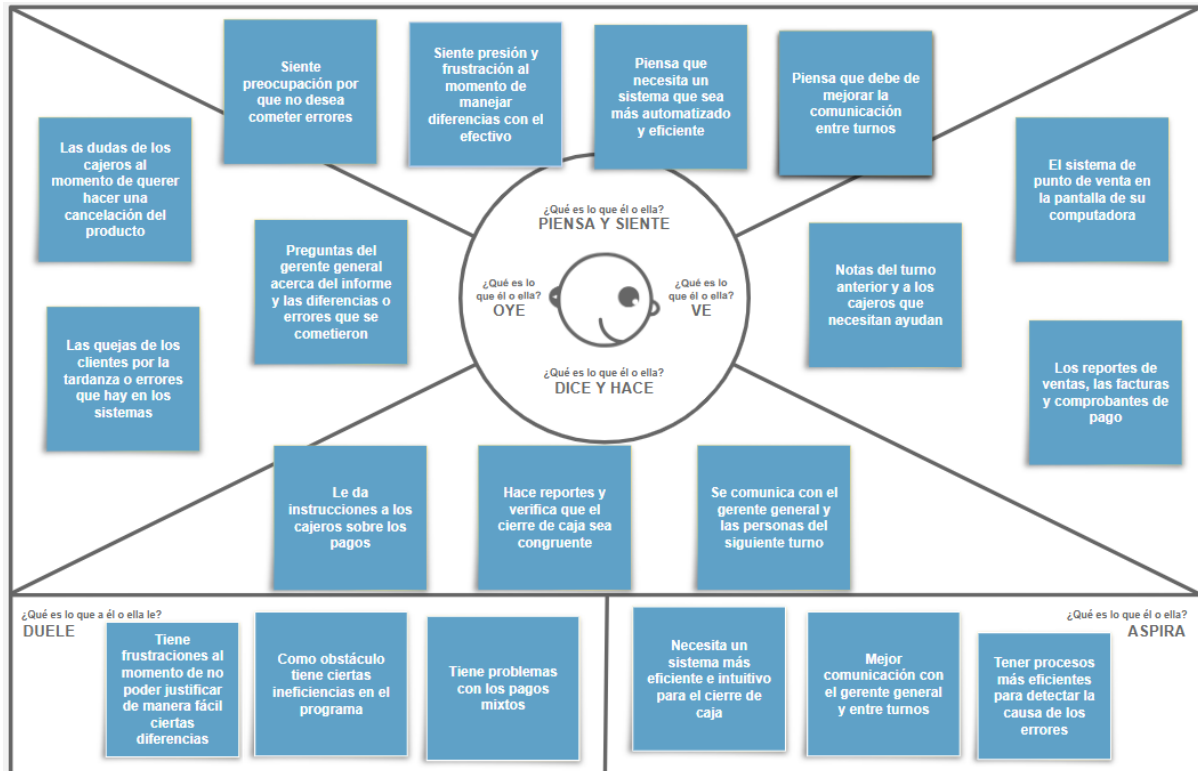 Siente
preocupación por
que no desea
cometer errores
Siente presión y
frustración al
momento de
manejar
diferencias con el
efectivo
Piensa que
necesita un
sistema que sea
más automatizado
y eficiente
Piensa que debe de
mejorar la
comunicación
entre turnos
Las dudas de los
cajeros al
momento de querer
hacer una
cancelación del
producto
Preguntas del
gerente general
acerca del informe
y las diferencias o
errores que se
cometieron
Las quejas de los
clientes por la
tardanza o errores
que hay en los
sistemas
¿Qué es lo que él o ella?
PIENSA Y SIENTE
¿Qué es lo
que él o ella?
OYE
¿Qué es lo
que él o ella?
VE
¿Qué es lo que él o ella?
DICE Y HACE
El sistema de
punto de venta en
la pantalla de su
computadora
Notas del turno
anterior y a los
cajeros que
necesitan ayudan
Los reportes de
ventas, las facturas
y comprobantes de
pago
Le da
instrucciones a los
cajeros sobre los
pagos
Hace reportes y
verifica que el
cierre de caja sea
congruente
Se comunica con el
gerente general y
las personas del
siguiente turno
¿Qué es lo que a él o ella le?
DUELE
Tiene
frustraciones al
momento de no
poder justificar
de manera fácil
ciertas
diferencias
Como obstáculo
tiene ciertas
ineficiencias en el
programa
Tiene problemas
con los pagos
mixtos
¿Qué es lo que él o ella?
ASPIRA
Necesita un
sistema más
eficiente e intuitivo
para el cierre de
caja
Mejor
comunicación con
el gerente general
y entre turnos
Tener procesos
más eficientes
para detectar la
causa de los
errores